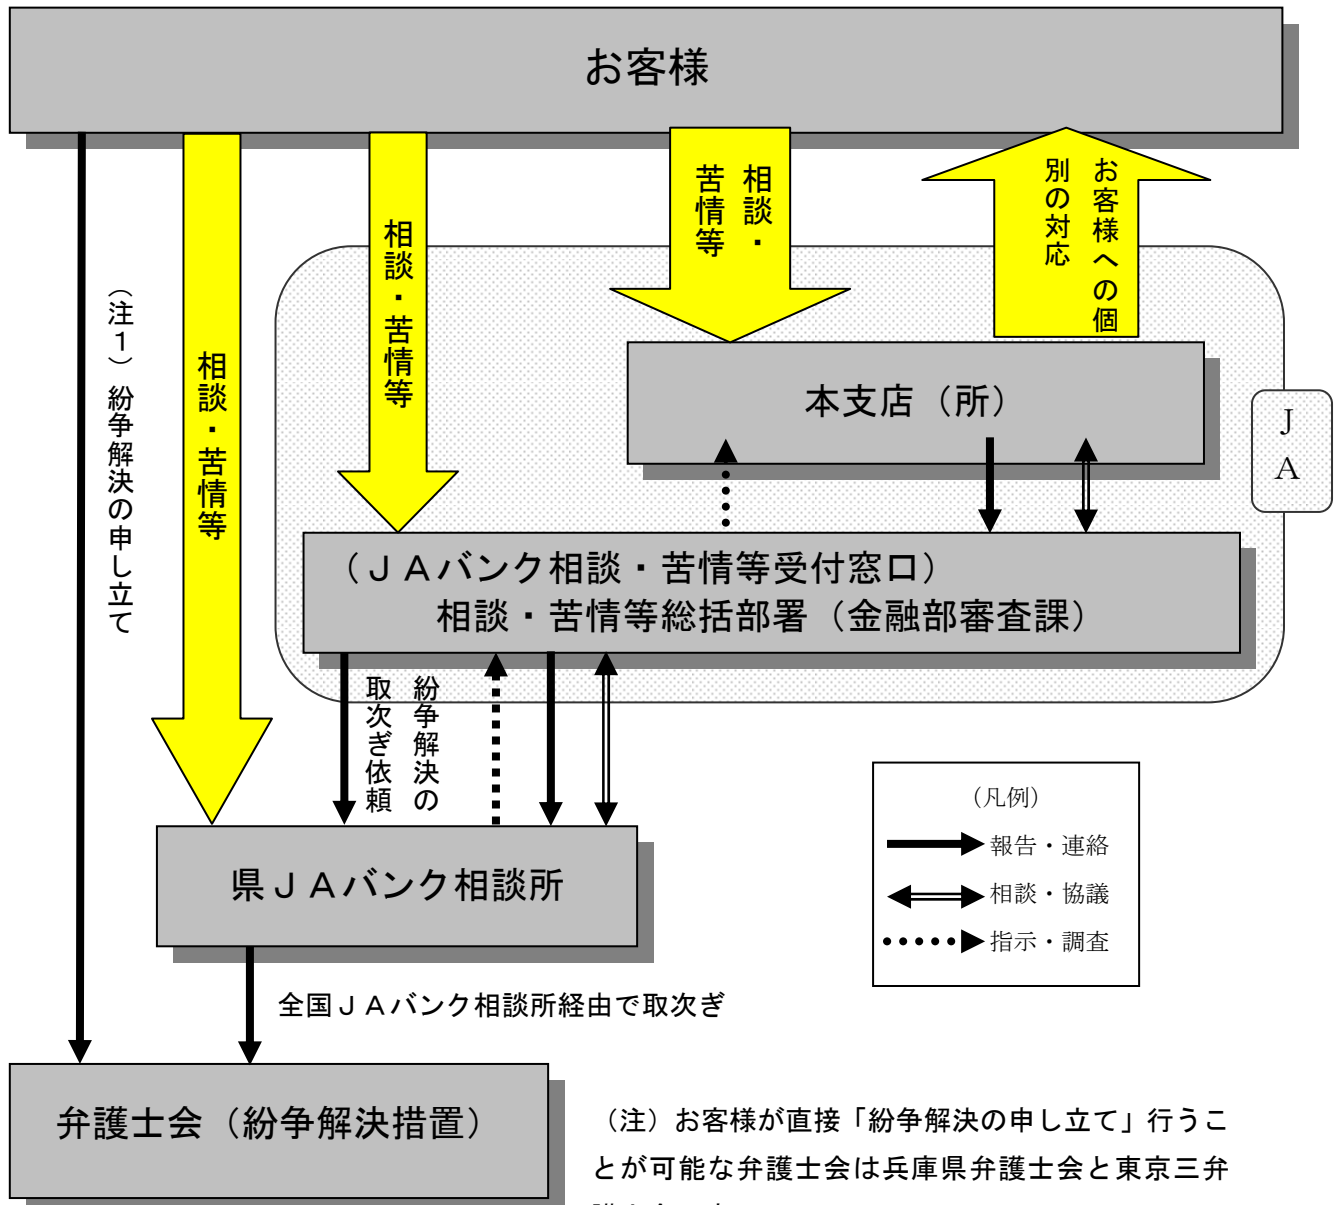 お客様
（注１）紛争解決の申し立て
相談・苦情等
相談・苦情等
相談・
苦情等
お客様への個
別の対応
本支店（所）
ＪＡ
（ＪＡバンク相談・苦情等受付窓口）
相談・苦情等総括部署（金融部審査課）
紛争解決の
取次ぎ依頼
県ＪＡバンク相談所
（凡例）
報告・連絡
相談・協議
指示・調査
全国ＪＡバンク相談所経由で取次ぎ
弁護士会（紛争解決措置）
（注）お客様が直接「紛争解決の申し立て」行うこ
とが可能な弁護士会は兵庫県弁護士会と東京三弁